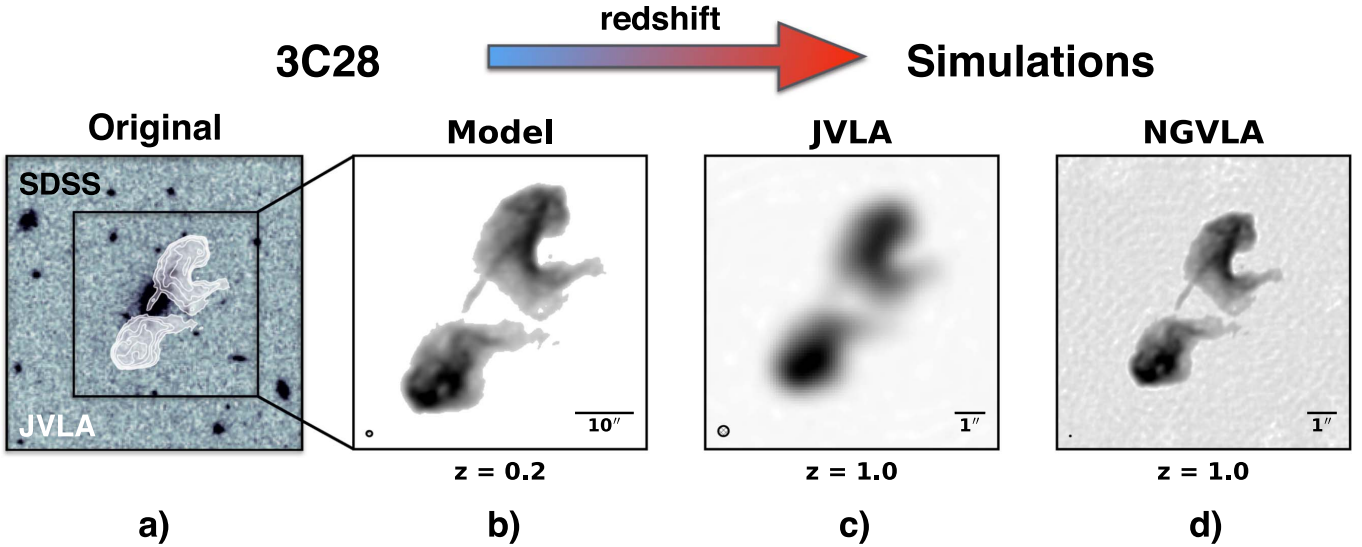 redshift
3C28
Simulations
Original
Model
JVLA
NGVLA
SDSS
JVLA
10″
1″
1″
z = 0.2
z = 1.0
z = 1.0
a)
b)
c)
d)